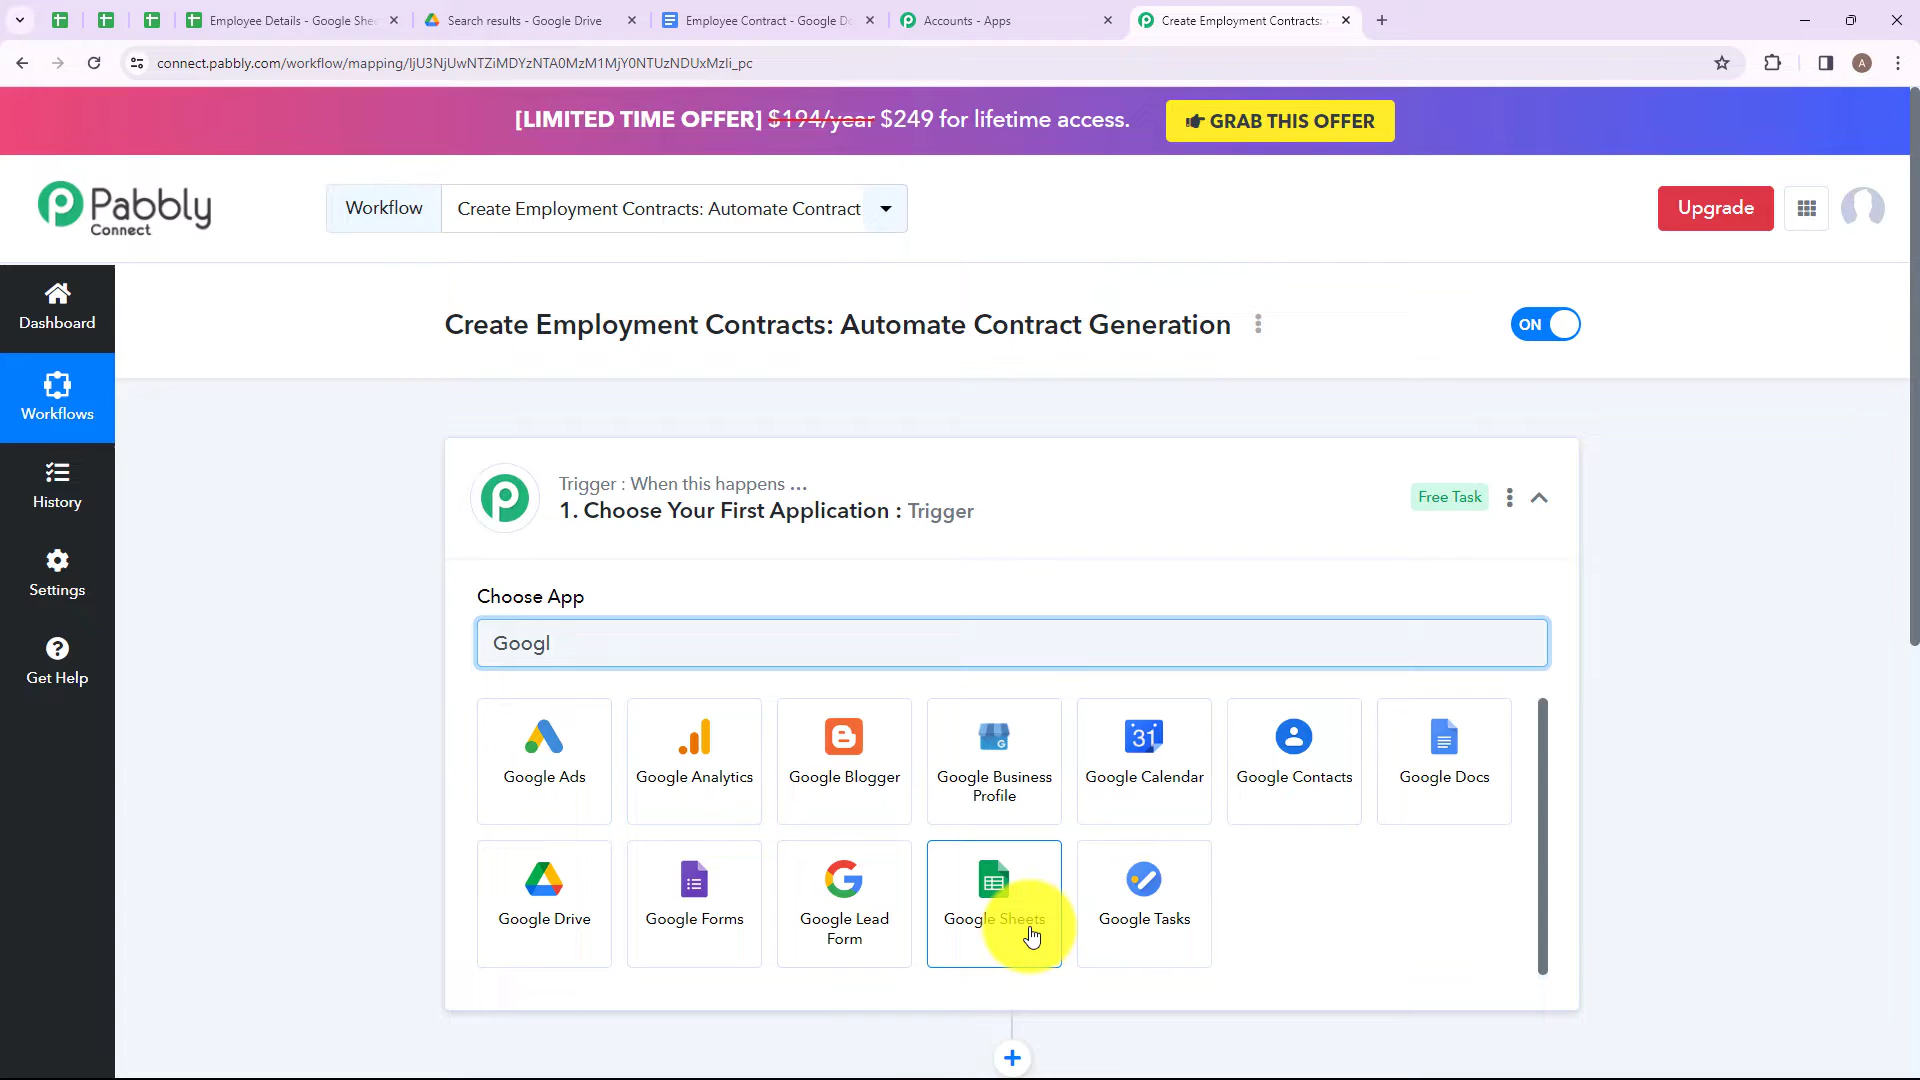 Employee Details - Google She
Search results - Google Drive
Employee Contract - Google Do
Accounts - Apps
Create Employment Contracts:
connect.pabbly.com/workflow/mapping/IjU3NjUwNTZiMDYzNTA0MzM1MjY0NTUzNDUxMzIi_pc
A
[LIMITED TIME OFFER] $194/year $249 for lifetime access.
GRAB THIS OFFER
Pabbly
Connect
Workflow
Create Employment Contracts: Automate Contract
Upgrade
Dashboard
Workflows
History
Settings
Get Help
Create Employment Contracts: Automate Contract Generation
ON
Trigger : When this happens ...
1. Choose Your First Application : Trigger
Free Task
Choose App
Googl
Google Ads
Google Analytics
Google Blogger
Google Business
Profile
31
Google Calendar
Google Contacts
Google Docs
Google Drive
Google Forms
Google Lead
Form
Google Sheets
Google Tasks